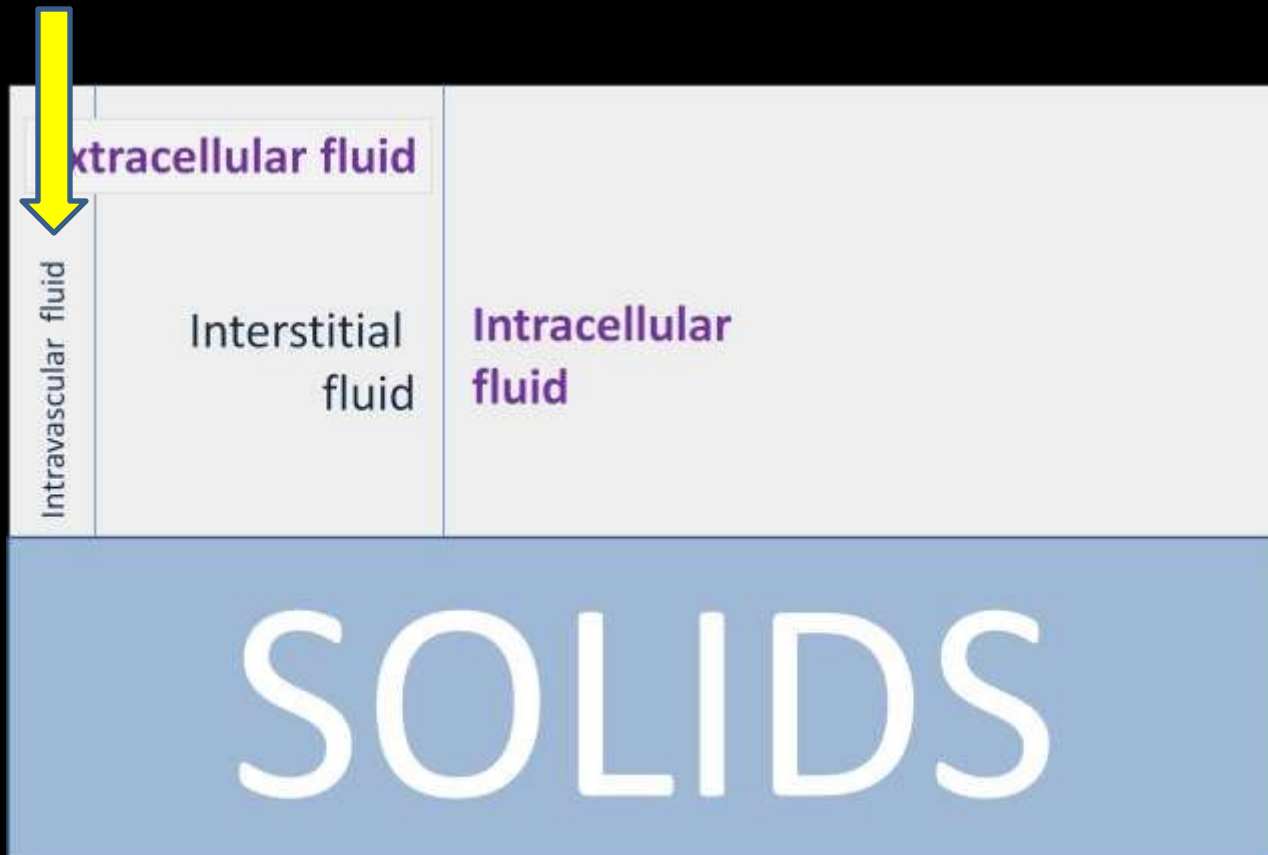 xtracellular fluid
Intravascular fluid
Interstitial
fluid
Intracellular
fluid
SOLIDS